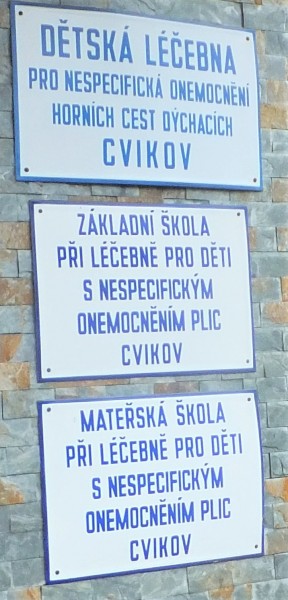 DĚTSKÁ LÉČEBNA
PRO NESPECIFICKÁ ONEMOCNĚNÍ
HORNÍCH CEST DÝCHACÍCH
CVIKOV
ZÁKLADNÍ ŠKOLA
PŘI LÉČEBNĚ PRO DĚTI
S NESPECIFICKÝM
ONEMOCNĚNÍM PLIC
CVIKOV
MATEŘSKÁ ŠKOLA
PŘI LÉČEBNĚ PRO DĚTI
S NESPECIFICKÝM
ONEMOCNĚNÍM PLIC
CVIKOV